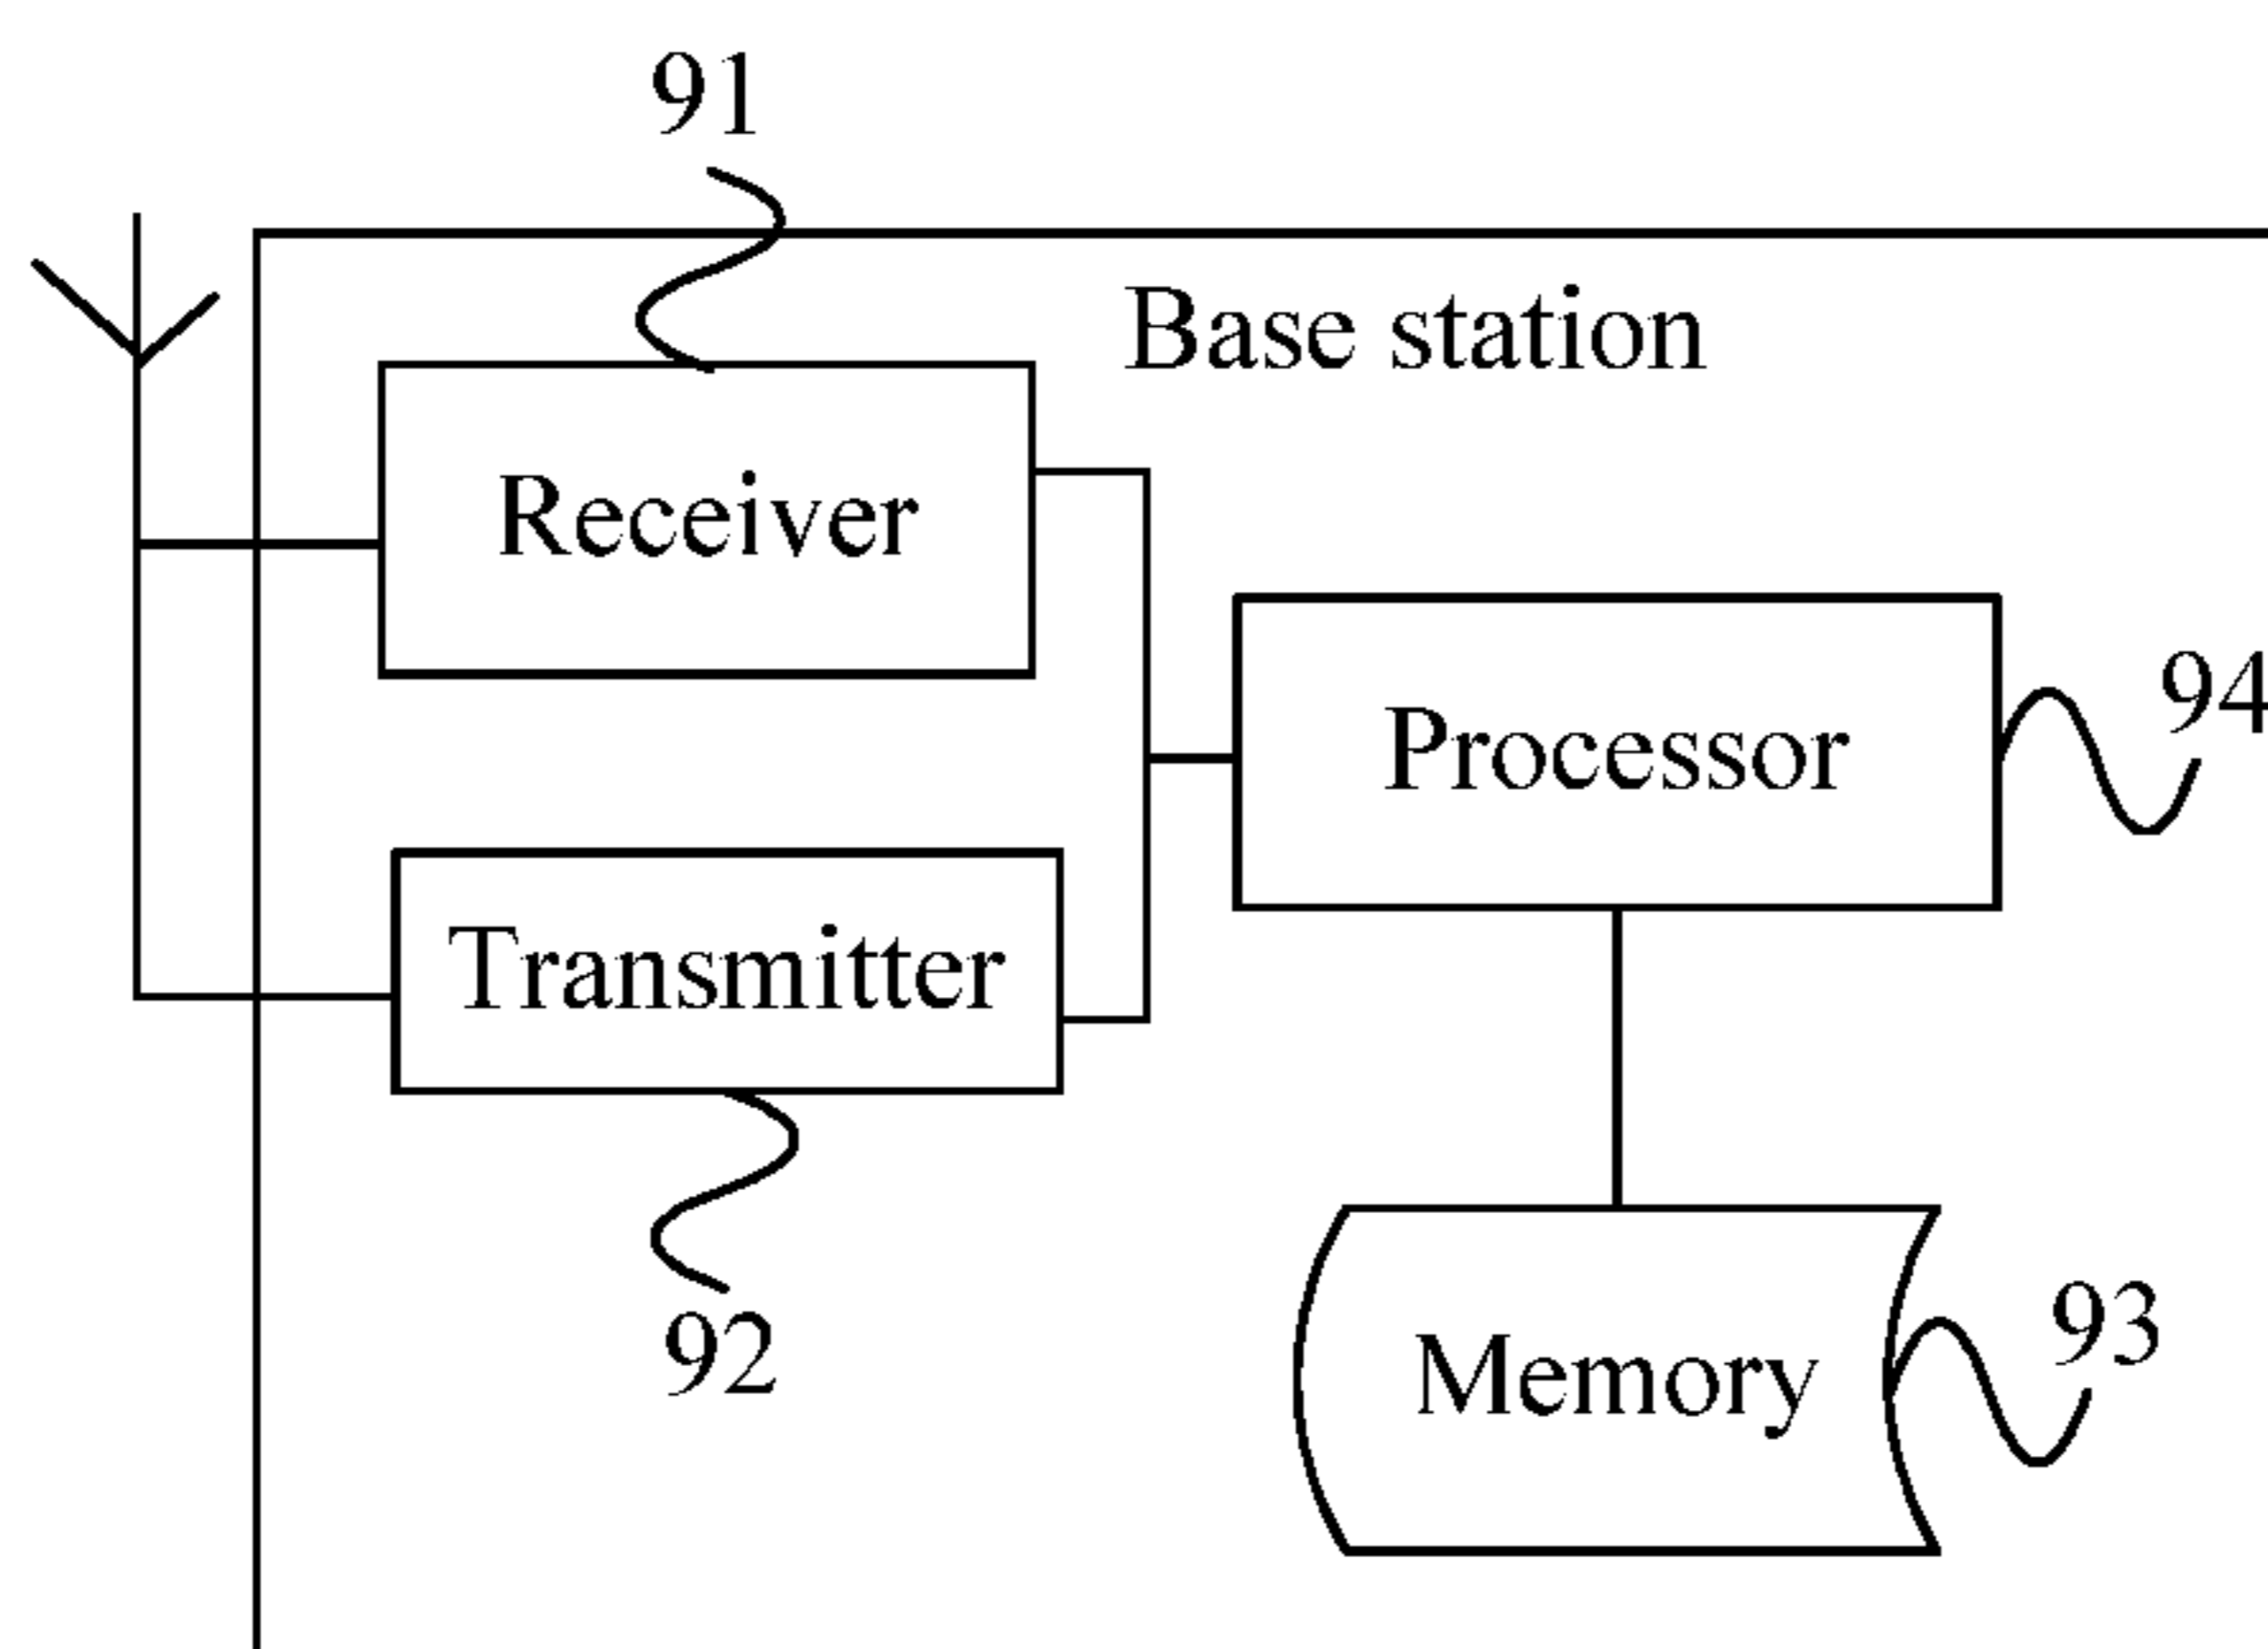 91
Base station
Receiver
94
Processor
Transmitter
93
92
Memory